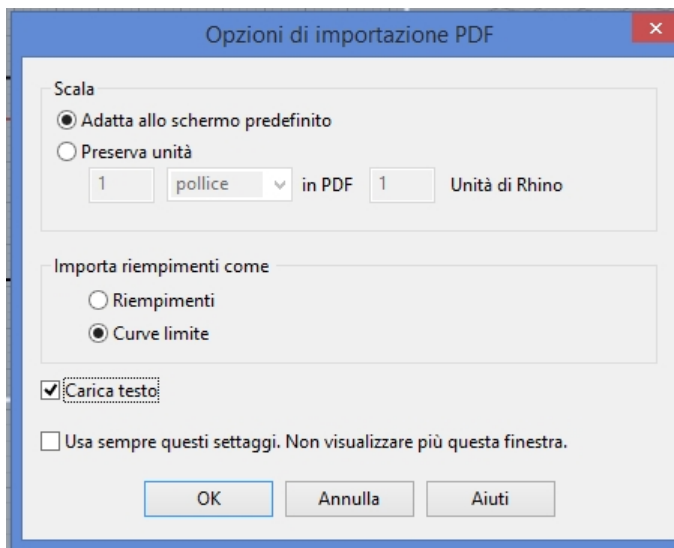 Opzioni di importazione PDF
Scala
Adatta allo schermo predefinito
Preserva unità
1 pollice in PDF 1 Unità di Rhino
Importa riempimenti come
Riempimenti
Curve limite
Carica testo
Usa sempre questi settaggi. Non visualizzare più questa finestra.
OK Annulla Aiuti